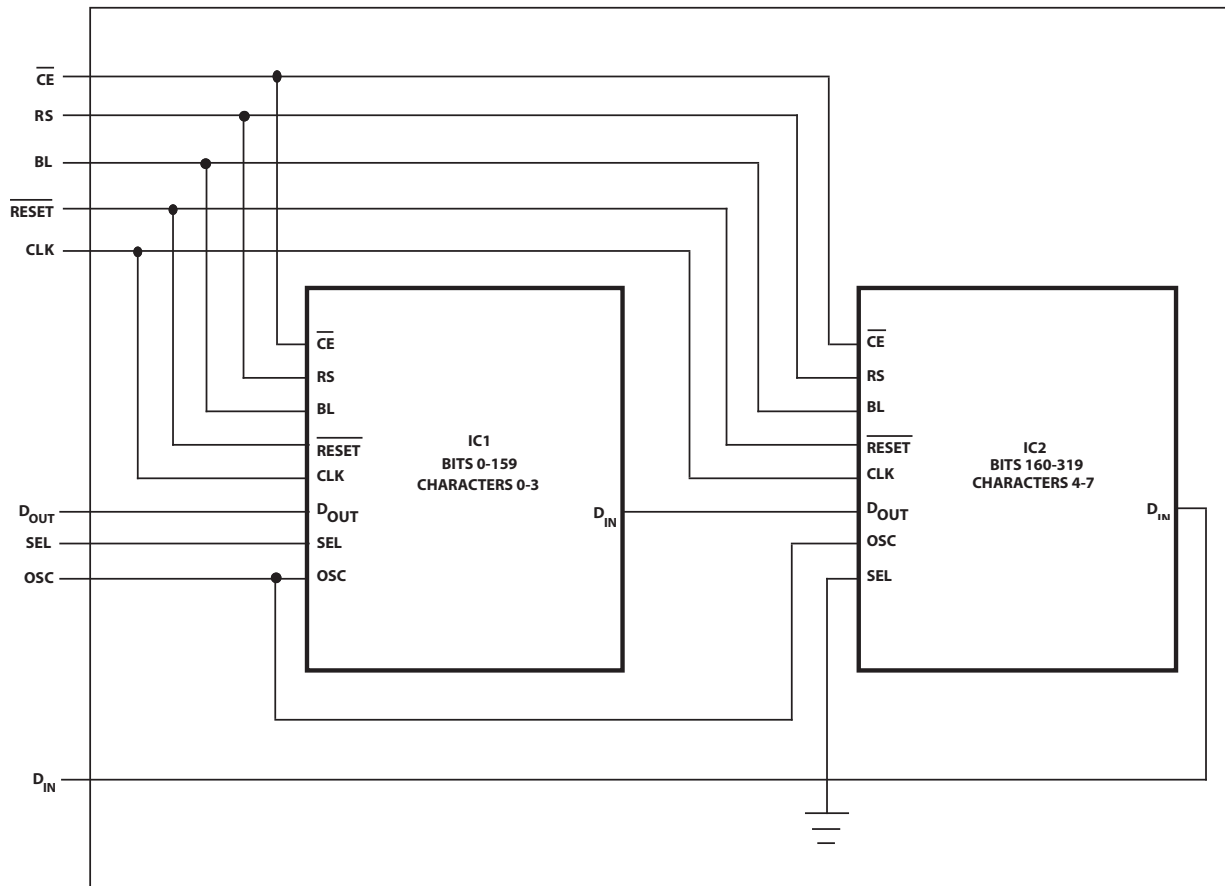 CE
RS
BL
RESET
CLK
DOUT
SEL
OSC
DIN
CE
RS
BL
RESET
CLK
DOUT
SEL
OSC
IC1
BITS 0-159
CHARACTERS 0-3
DIN
CE
RS
BL
RESET
CLK
DOUT
OSC
SEL
IC2
BITS 160-319
CHARACTERS 4-7
DIN